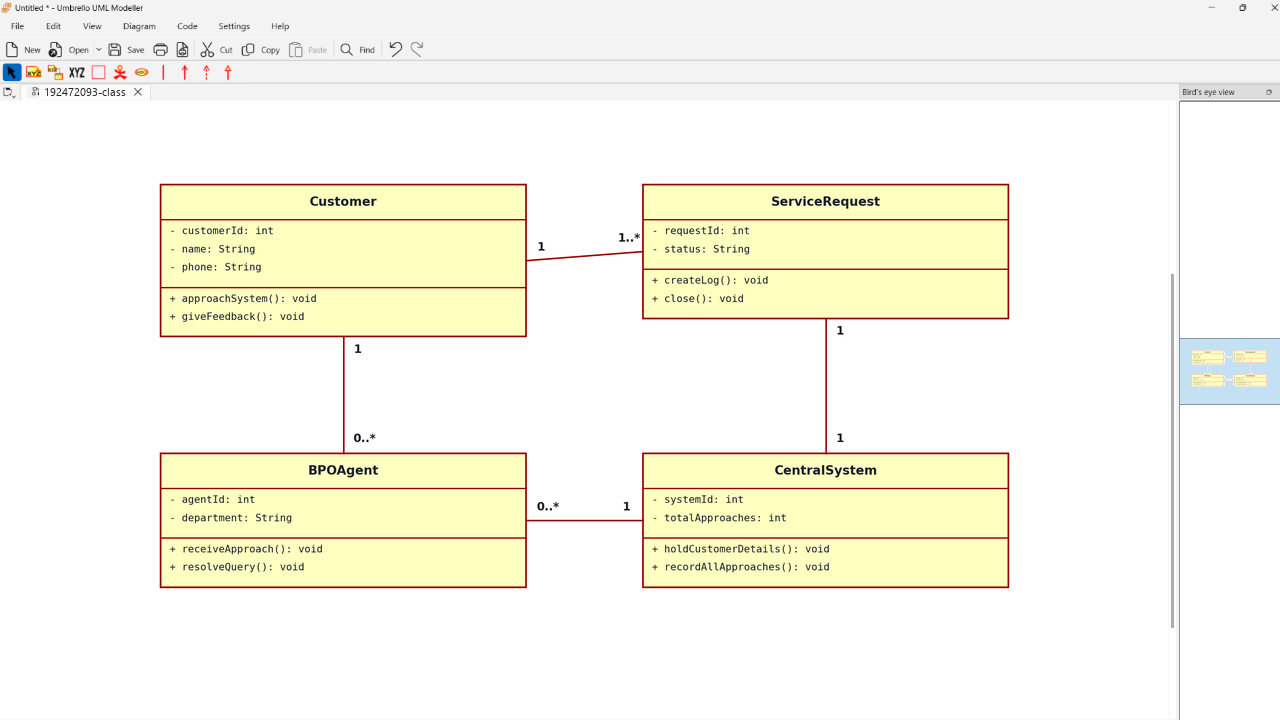 Untitled * - Umbrello UML Modeller
File Edit View Diagram Code Settings Help
New Open Save Cut Copy Paste Find
XYZ XYZ
192472093-class
Bird's eye view
Customer
- customerId: int
- name: String
- phone: String
+ approachSystem(): void
+ giveFeedback(): void
1 1..*
ServiceRequest
- requestId: int
- status: String
+ createLog(): void
+ close(): void
1
0..*
1
1
BPOAgent
- agentId: int
- department: String
+ receiveApproach(): void
+ resolveQuery(): void
0..* 1
CentralSystem
- systemId: int
- totalApproaches: int
+ holdCustomerDetails(): void
+ recordAllApproaches(): void